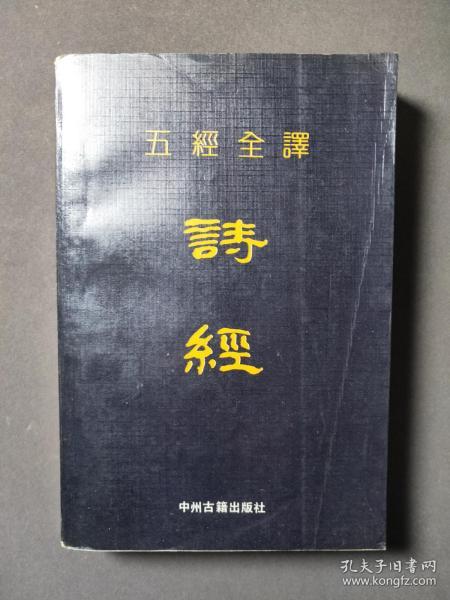 五經全譯
詩
經
中州古籍出版社
孔夫子旧书网
www.kongfz.com